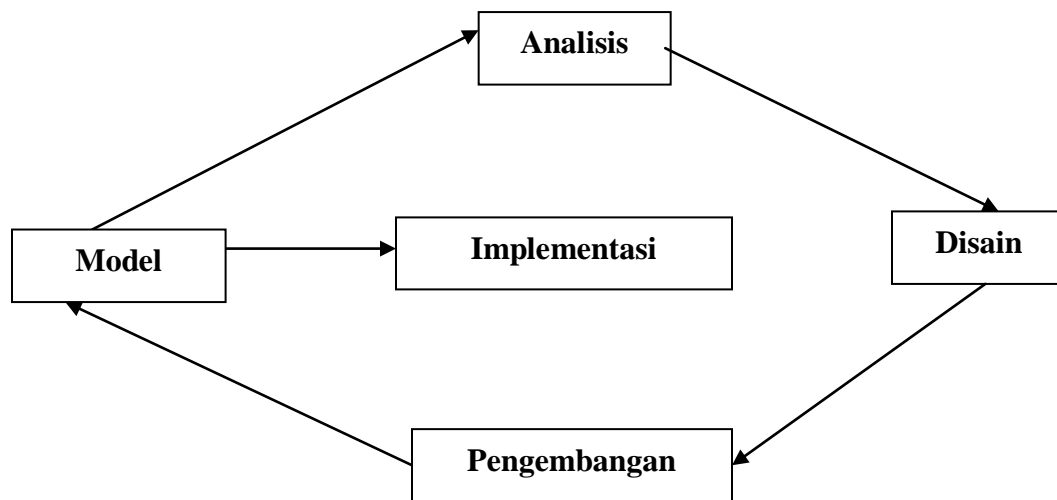 Analisis
Model
Implementasi
Disain
Pengembangan